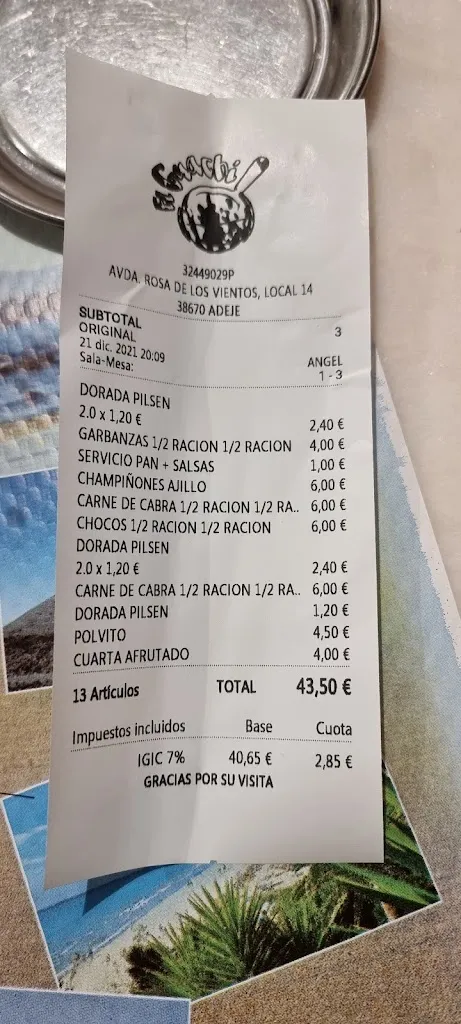 El Guachi
32449029P
AVDA. ROSA DE LOS VIENTOS, LOCAL 14
38670 ADEJE
SUBTOTAL 3
ORIGINAL
21 dic. 2021 20:09 ANGEL
Sala-Mesa: 1 - 3
DORADA PILSEN
2.0 x 1,20 € 2,40 €
GARBANZAS 1/2 RACION 1/2 RACION 4,00 €
SERVICIO PAN + SALSAS 1,00 €
CHAMPIÑONES AJILLO 6,00 €
CARNE DE CABRA 1/2 RACION 1/2 RA.. 6,00 €
CHOCOS 1/2 RACION 1/2 RACION 6,00 €
DORADA PILSEN
2.0 x 1,20 € 2,40 €
CARNE DE CABRA 1/2 RACION 1/2 RA.. 6,00 €
DORADA PILSEN 1,20 €
POLVITO 4,50 €
CUARTA AFRUTADO 4,00 €
13 Artículos TOTAL 43,50 €
Impuestos incluidos Base Cuota
IGIC 7% 40,65 € 2,85 €
GRACIAS POR SU VISITA